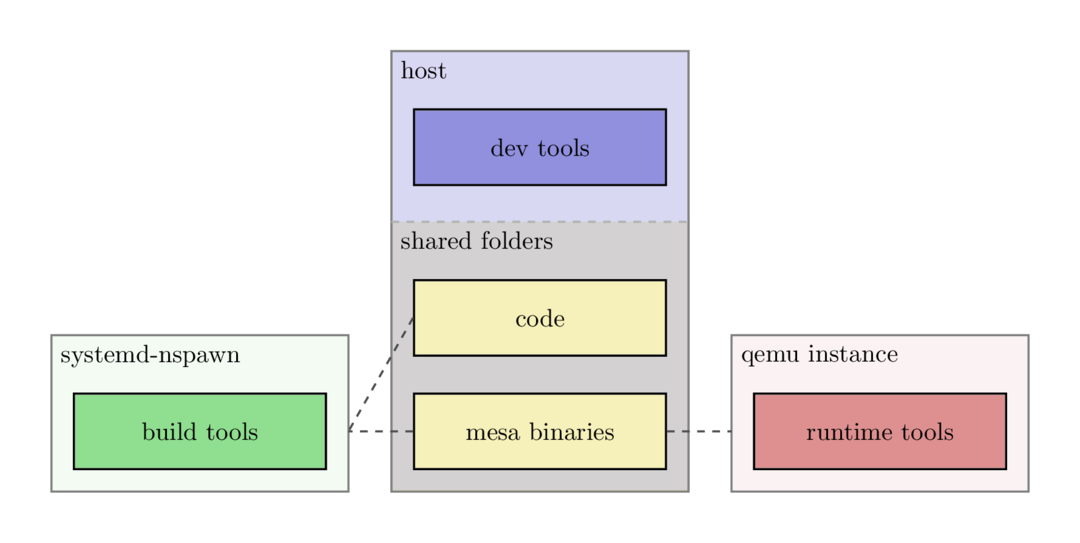 host
dev tools
shared folders
code
systemd-nspawn
build tools
mesa binaries
qemu instance
runtime tools